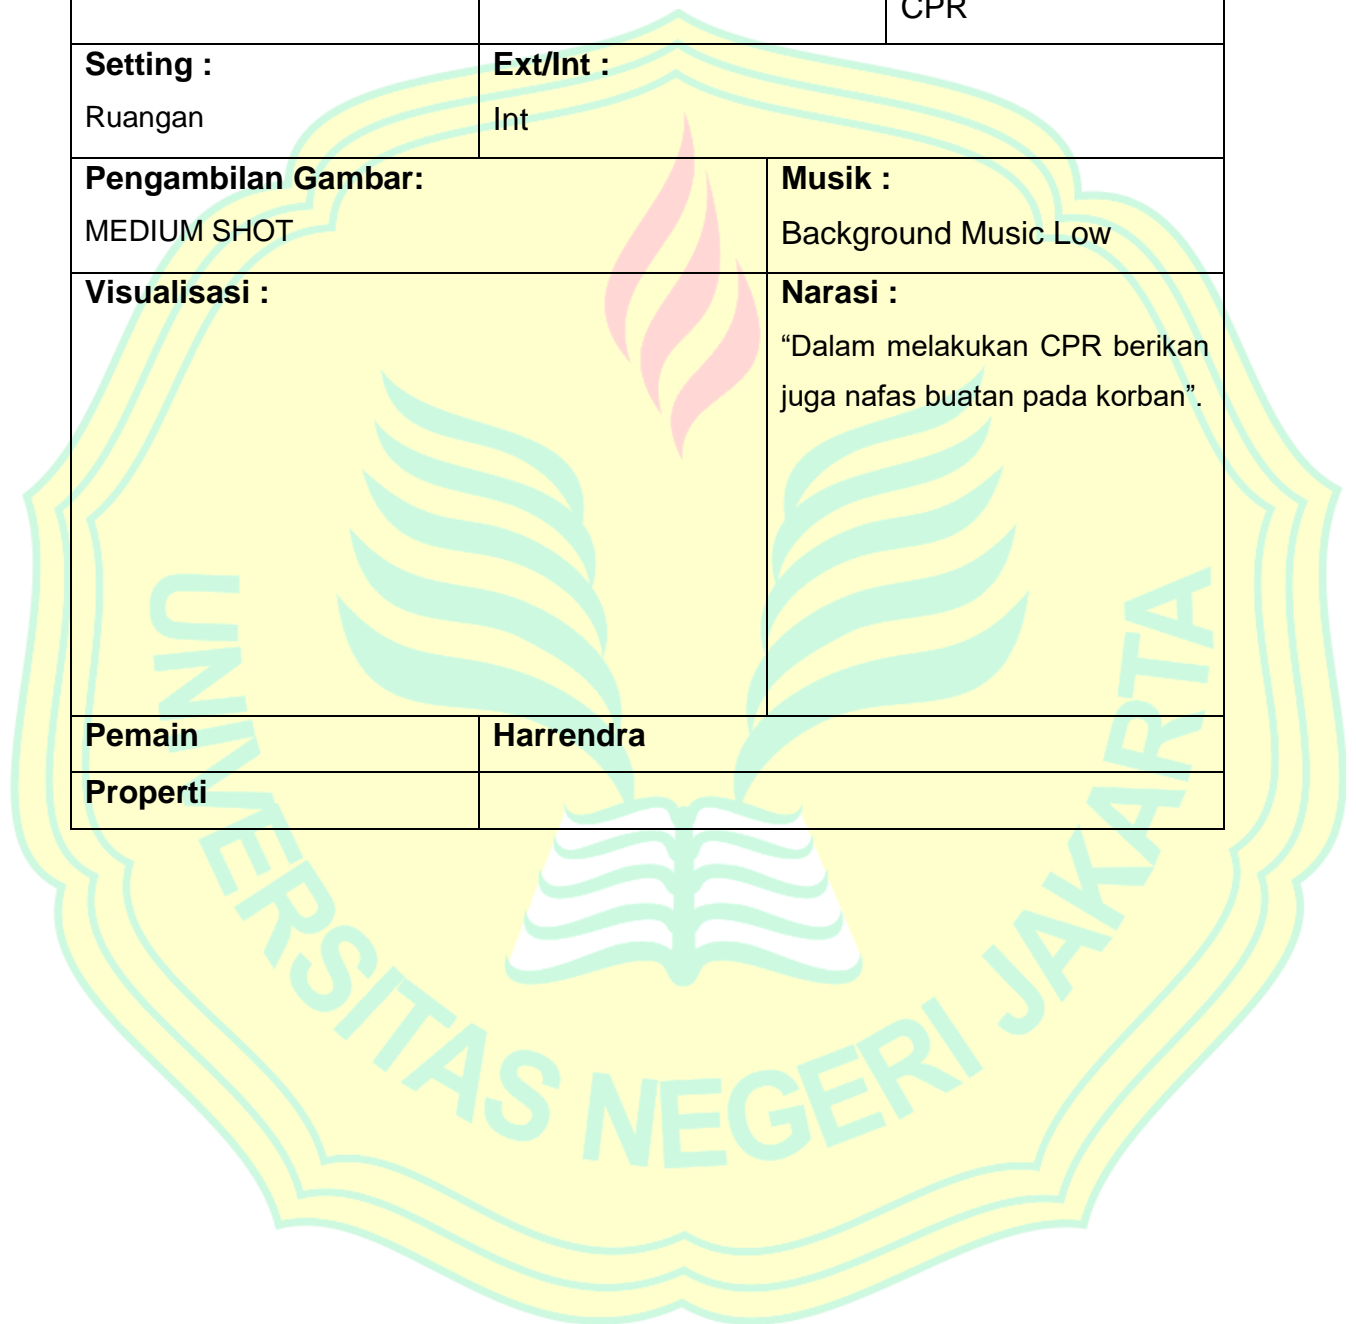 CPR
Setting :
Ext/Int :
Ruangan
Int
Pengambilan Gambar:
Musik :
MEDIUM SHOT
Background Music Low
Visualisasi :
Narasi :
“Dalam melakukan CPR berikan
juga nafas buatan pada korban”.
Pemain
Harrendra
Properti
UNIVERSITAS NEGERI JAKARTA